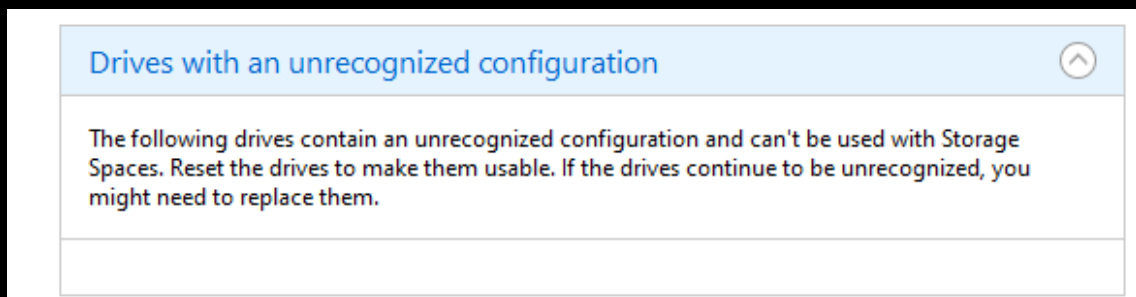 Drives with an unrecognized configuration
The following drives contain an unrecognized configuration and can't be used with Storage
Spaces. Reset the drives to make them usable. If the drives continue to be unrecognized, you
might need to replace them.